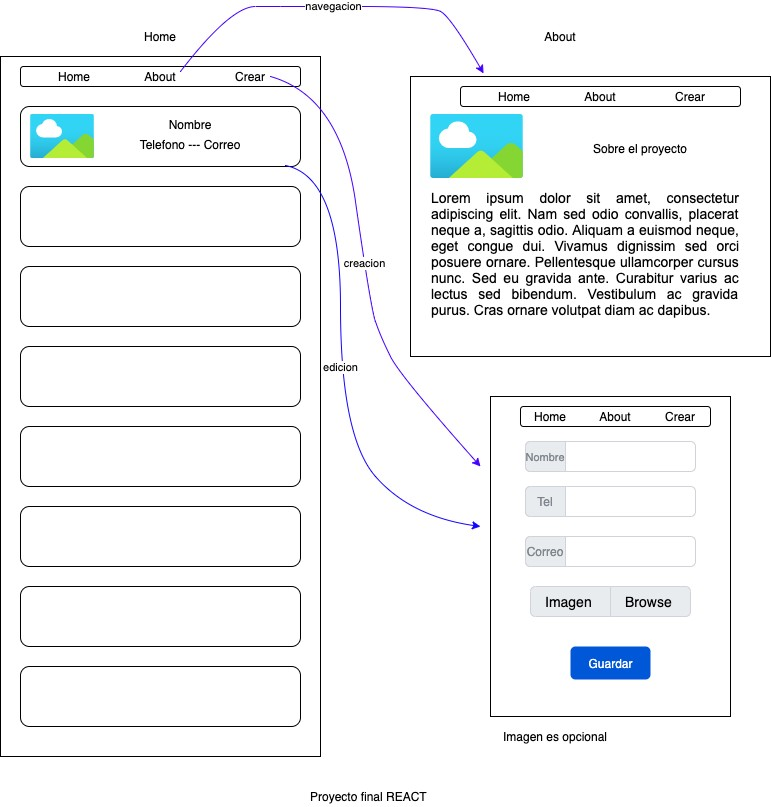 navegacion
Home
About
Home About Crear
Nombre
Telefono --- Correo
Home About Crear
Sobre el proyecto
Lorem ipsum dolor sit amet, consectetur
adipiscing elit. Nam sed odio convallis, placerat
neque a, sagittis odio. Aliquam a euismod neque,
eget congue dui. Vivamus dignissim sed orci
posuere ornare. Pellentesque ullamcorper cursus
nunc. Sed eu gravida ante. Curabitur varius ac
lectus sed bibendum. Vestibulum ac gravida
purus. Cras ornare volutpat diam ac dapibus.
creacion
edicion
Home About Crear
Nombre
Tel
Correo
Imagen Browse
Guardar
Imagen es opcional
Proyecto final REACT